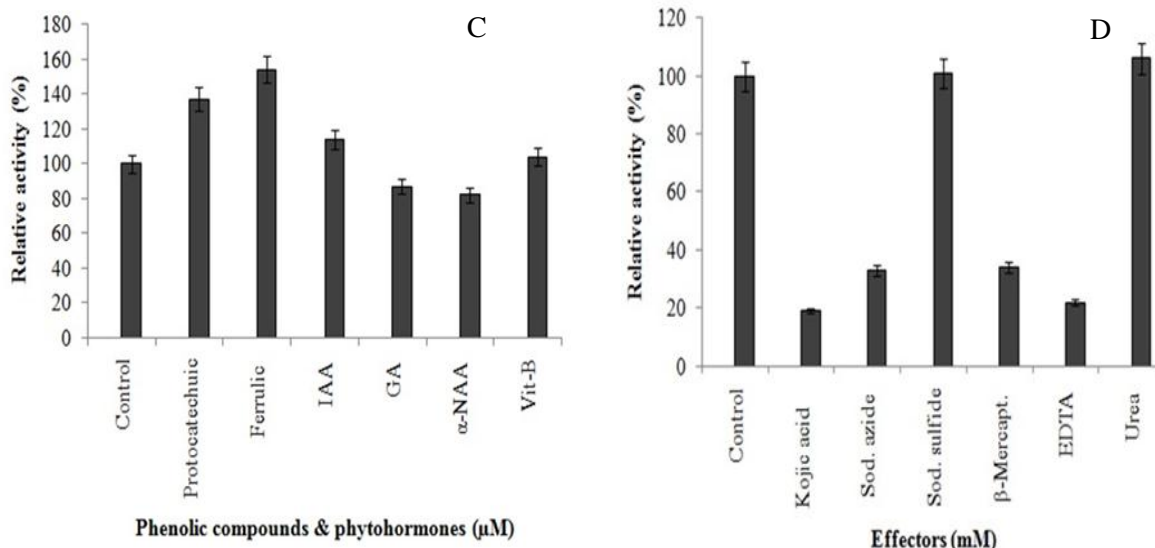 C
Relative activity (%)
180
160
140
120
100
80
60
40
20
0
Control
Protocatechuic
Ferrulic
IAA
GA
α-NAA
Vit-B
Phenolic compounds & phytohormones (µM)
D
Relative activity (%)
120
100
80
60
40
20
0
Control
Kojic acid
Sod. azide
Sod. sulfide
β-Mercapt.
EDTA
Urea
Effectors (mM)